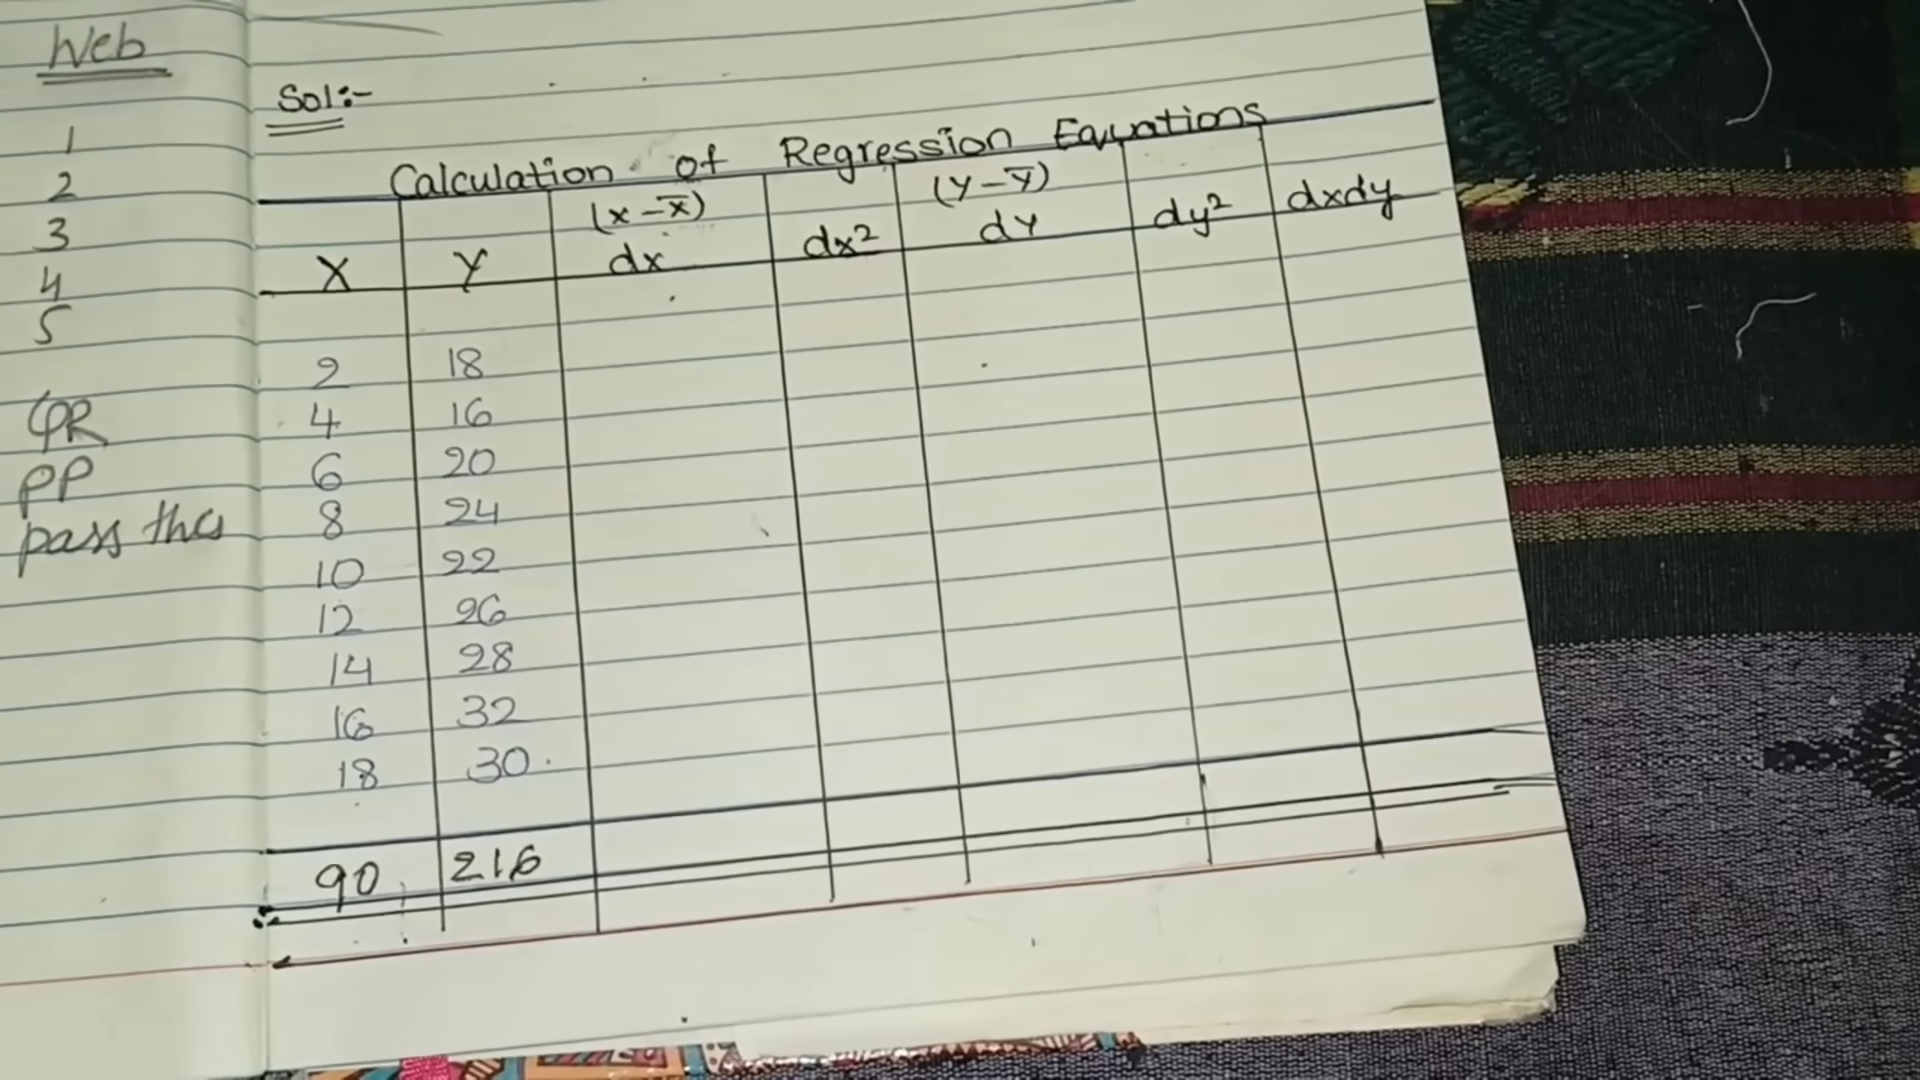 Web
1
2
3
4
5
QR
PP
pass this
Sol:-
Calculation of Regression Equations
X Y (x-x̅) dx dx² (y-y̅) dy dy² dxdy
2 18
4 16
6 20
8 24
10 22
12 26
14 28
16 32
18 30
90 216